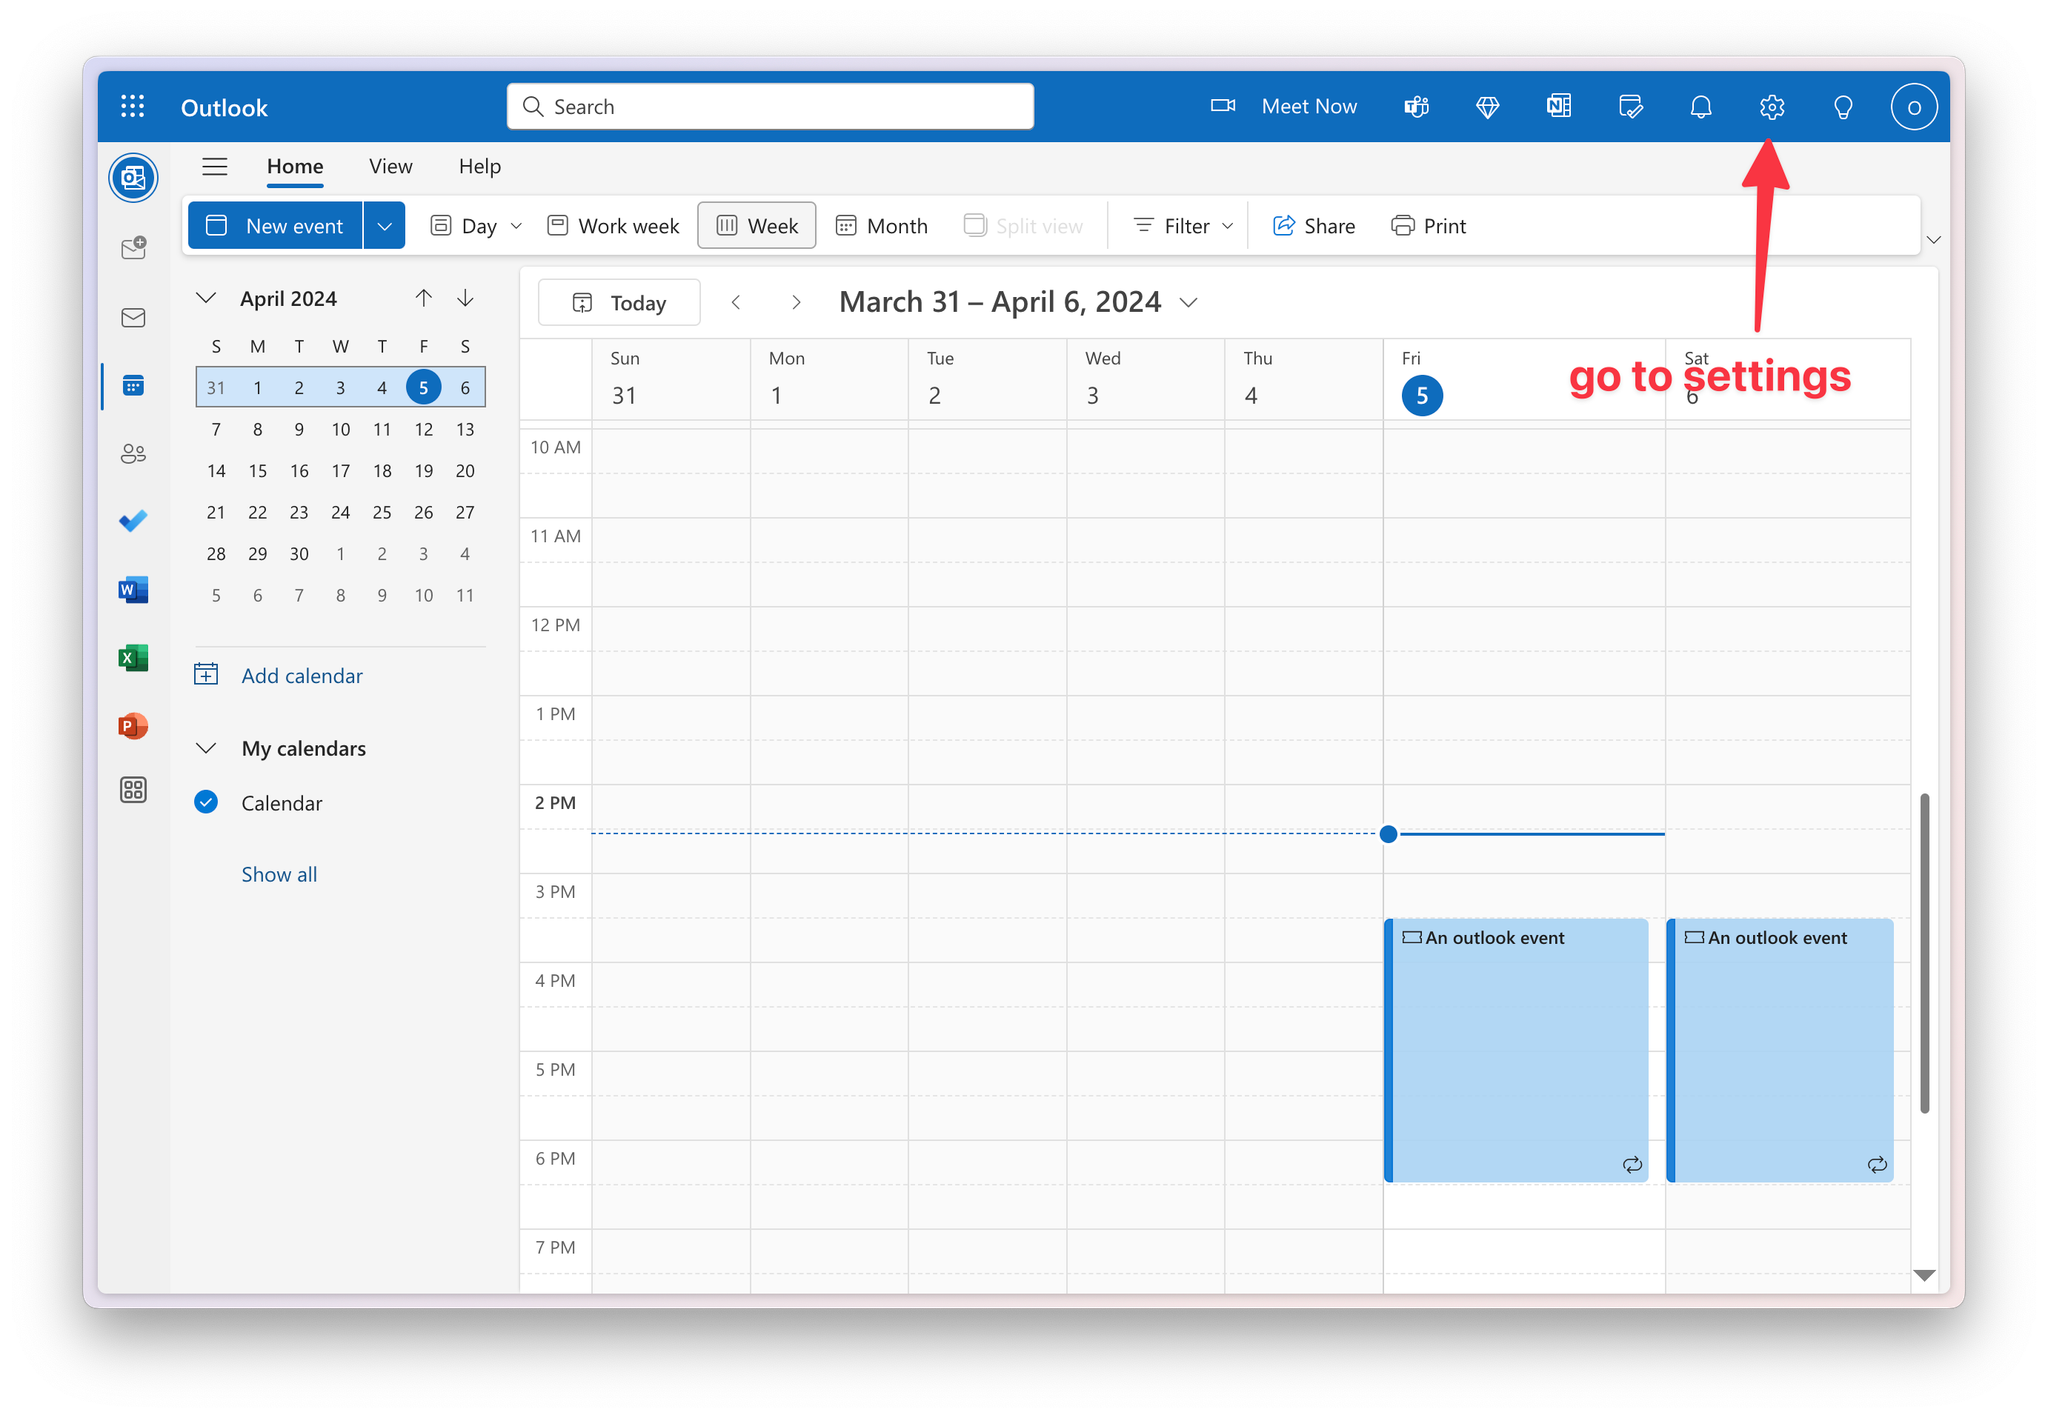 Outlook
Search
Meet Now
O
Home View Help
New event Day Work week Week Month Split view Filter Share Print
April 2024
S M T W T F S
31 1 2 3 4 5 6
7 8 9 10 11 12 13
14 15 16 17 18 19 20
21 22 23 24 25 26 27
28 29 30 1 2 3 4
5 6 7 8 9 10 11
Add calendar
My calendars
Calendar
Show all
Today March 31 – April 6, 2024
Sun Mon Tue Wed Thu Fri Sat
31 1 2 3 4 5 6
go to settings
10 AM
11 AM
12 PM
1 PM
2 PM
3 PM
An outlook event An outlook event
4 PM
5 PM
6 PM
7 PM